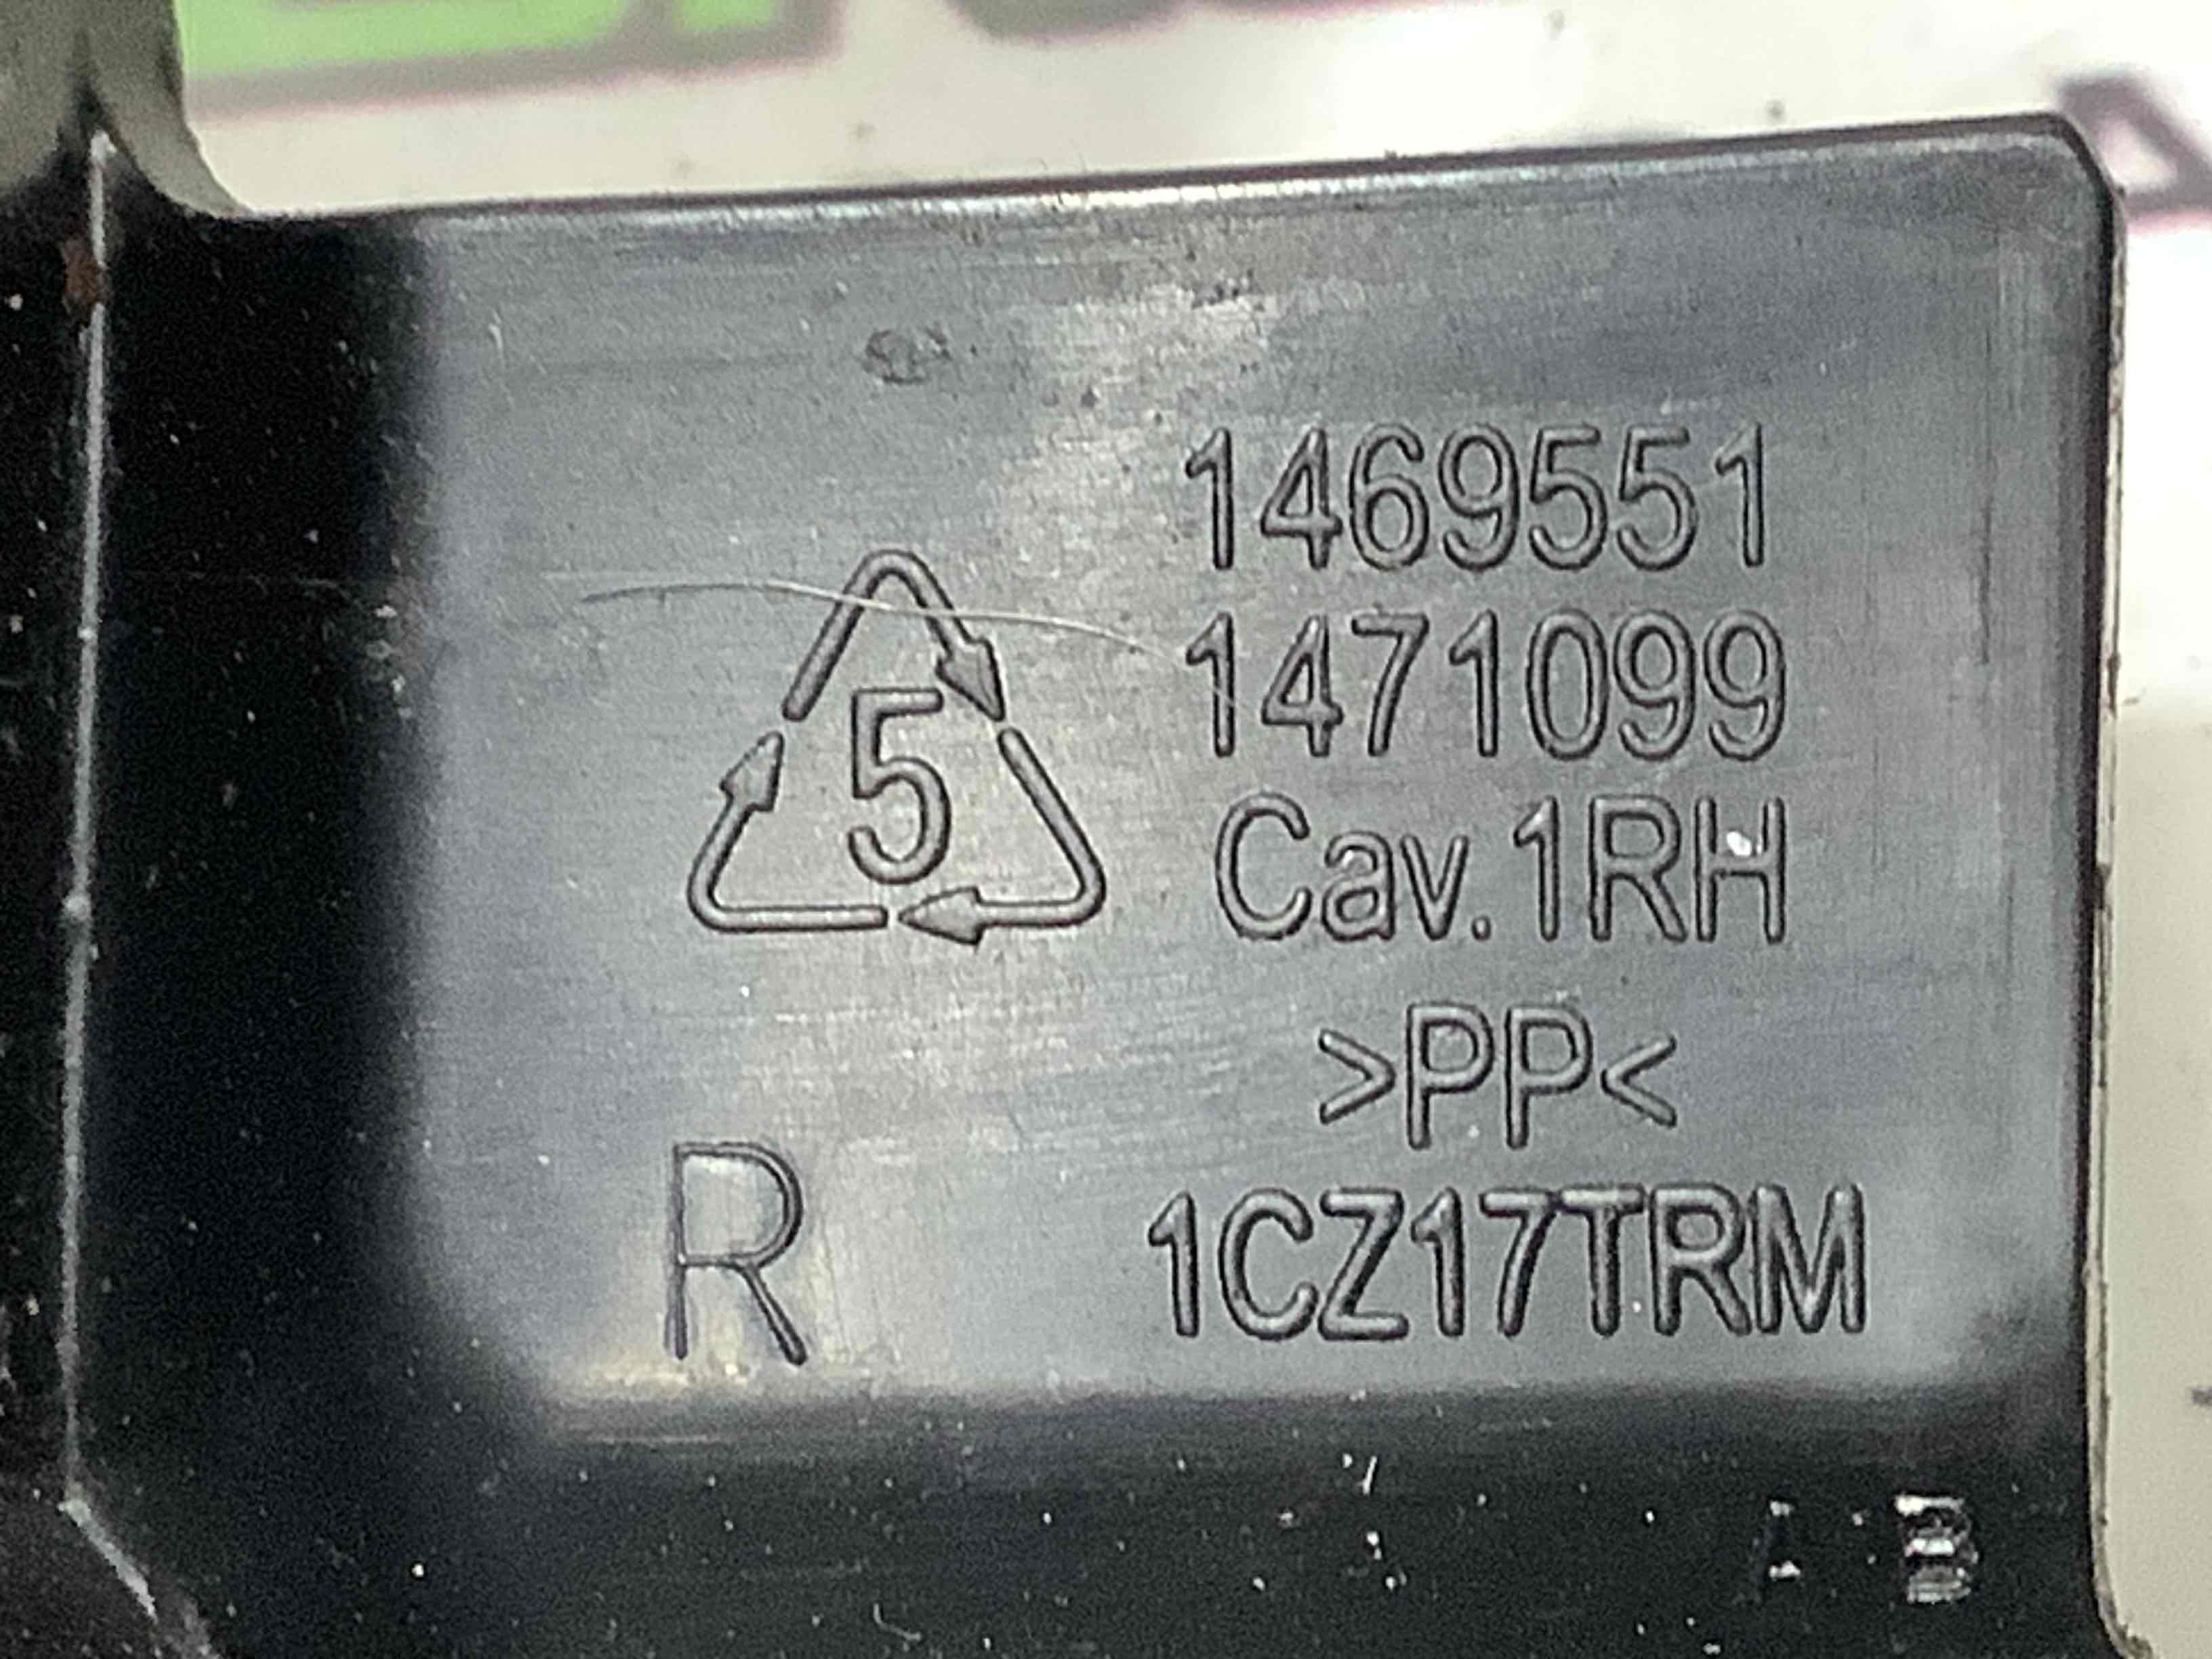 1469551
1471099
5
Cav.1RH
>PP<
R
1CZ17TRM
A B